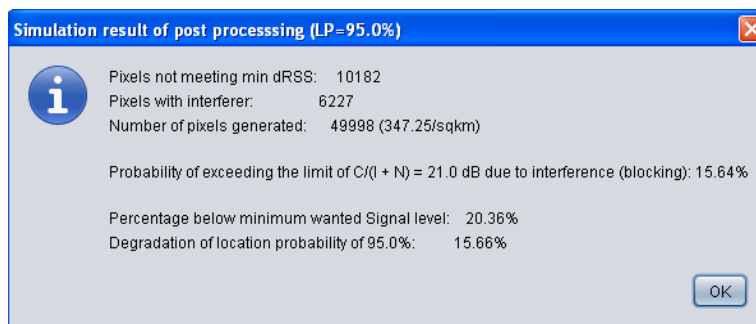 Simulation result of post processsing (LP=95.0%)
Pixels not meeting min dRSS: 10182
Pixels with interferer: 6227
Number of pixels generated: 49998 (347.25/sqkm)
Probability of exceeding the limit of C/(I + N) = 21.0 dB due to interference (blocking): 15.64%
Percentage below minimum wanted Signal level: 20.36%
Degradation of location probability of 95.0%: 15.66%
OK